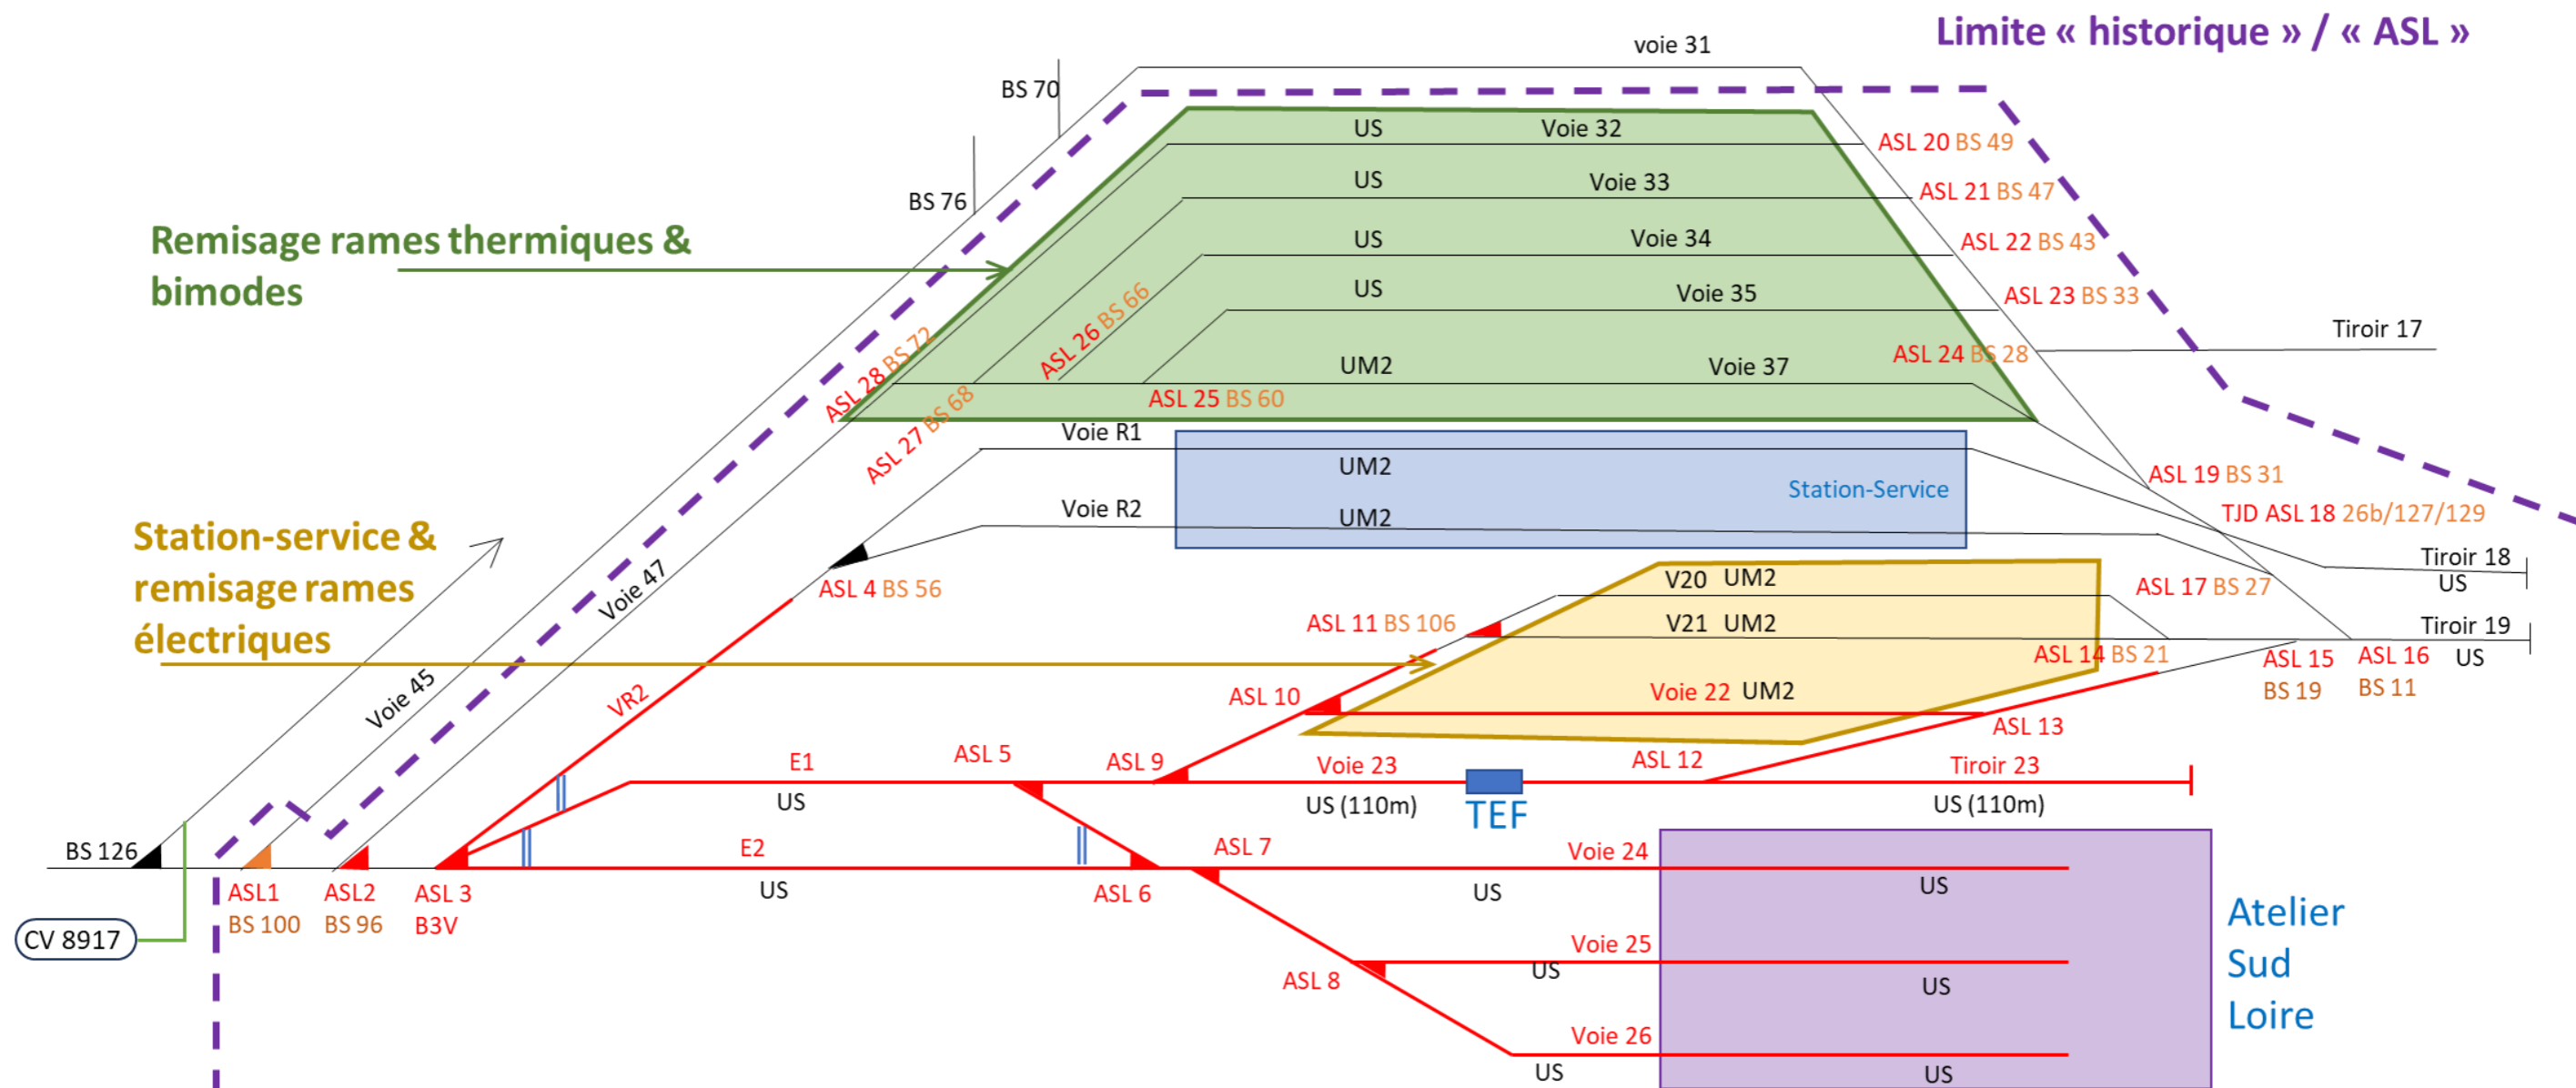 Limite « historique » / « ASL »
voie 31
BS 70
US
Voie 32
ASL 20 BS 49
US
Voie 33
ASL 21 BS 47
BS 76
Remisage rames thermiques &
bimodes
US
Voie 34
ASL 22 BS 43
US
Voie 35
ASL 23 BS 33
ASL 26 BS 66
Tiroir 17
ASL 28 BS 72
UM2
Voie 37
ASL 24 BS 28
ASL 25 BS 60
ASL 27 BS 68
Voie R1
UM2
Station-Service
ASL 19 BS 31
Voie R2
UM2
TJD ASL 18 26b/127/129
Station-service &
remisage rames
électriques
Tiroir 18
US
Voie 47
ASL 4 BS 56
V20 UM2
ASL 17 BS 27
ASL 11 BS 106
V21 UM2
Tiroir 19
US
ASL 14 BS 21
ASL 15
BS 19
ASL 16
BS 11
Voie 45
VR2
ASL 10
Voie 22 UM2
ASL 13
E1
US
ASL 5
ASL 9
Voie 23
US (110m)
TEF
ASL 12
Tiroir 23
US (110m)
BS 126
E2
US
ASL 7
Voie 24
US
US
ASL1
BS 100
ASL2
BS 96
ASL 3
B3V
ASL 6
CV 8917
Voie 25
US
US
ASL 8
Atelier
Sud
Loire
Voie 26
US
US